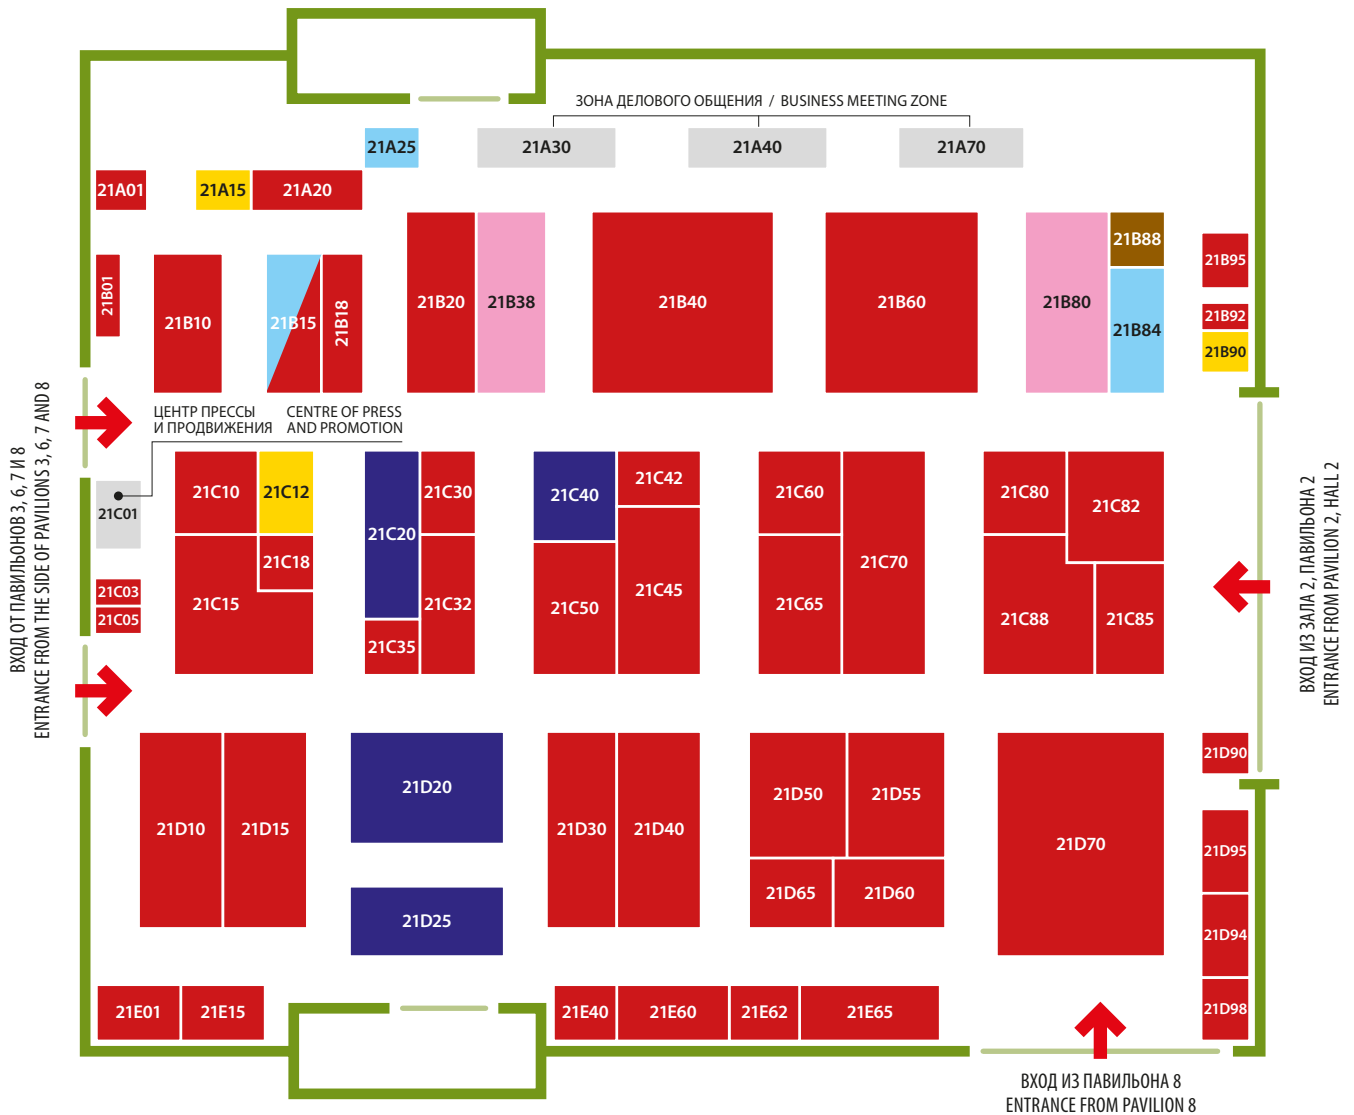 ЗОНА ДЕЛОВОГО ОБЩЕНИЯ / BUSINESS MEETING ZONE
21A25
21A30
21A40
21A70
21A01
21A15
21A20
21B01
21B10
21B15
21B18
21B20
21B38
21B40
21B60
21B80
21B88
21B84
21B95
21B92
21B90
ВХОД ОТ ПАВИЛЬОНОВ 3, 6, 7 И 8
ENTRANCE FROM THE SIDE OF PAVILIONS 3, 6, 7 AND 8
ЦЕНТР ПРЕССЫ
И ПРОДВИЖЕНИЯ
CENTRE OF PRESS
AND PROMOTION
21C01
21C03
21C05
21C10
21C12
21C18
21C15
21C20
21C30
21C32
21C35
21C40
21C42
21C45
21C50
21C60
21C65
21C70
21C80
21C82
21C88
21C85
ВХОД ИЗ ЗАЛА 2, ПАВИЛЬОНА 2
ENTRANCE FROM PAVILION 2, HALL 2
21D10
21D15
21D20
21D25
21D30
21D40
21D50
21D55
21D65
21D60
21D70
21D90
21D95
21D94
21D98
21E01
21E15
21E40
21E60
21E62
21E65
ВХОД ИЗ ПАВИЛЬОНА 8
ENTRANCE FROM PAVILION 8